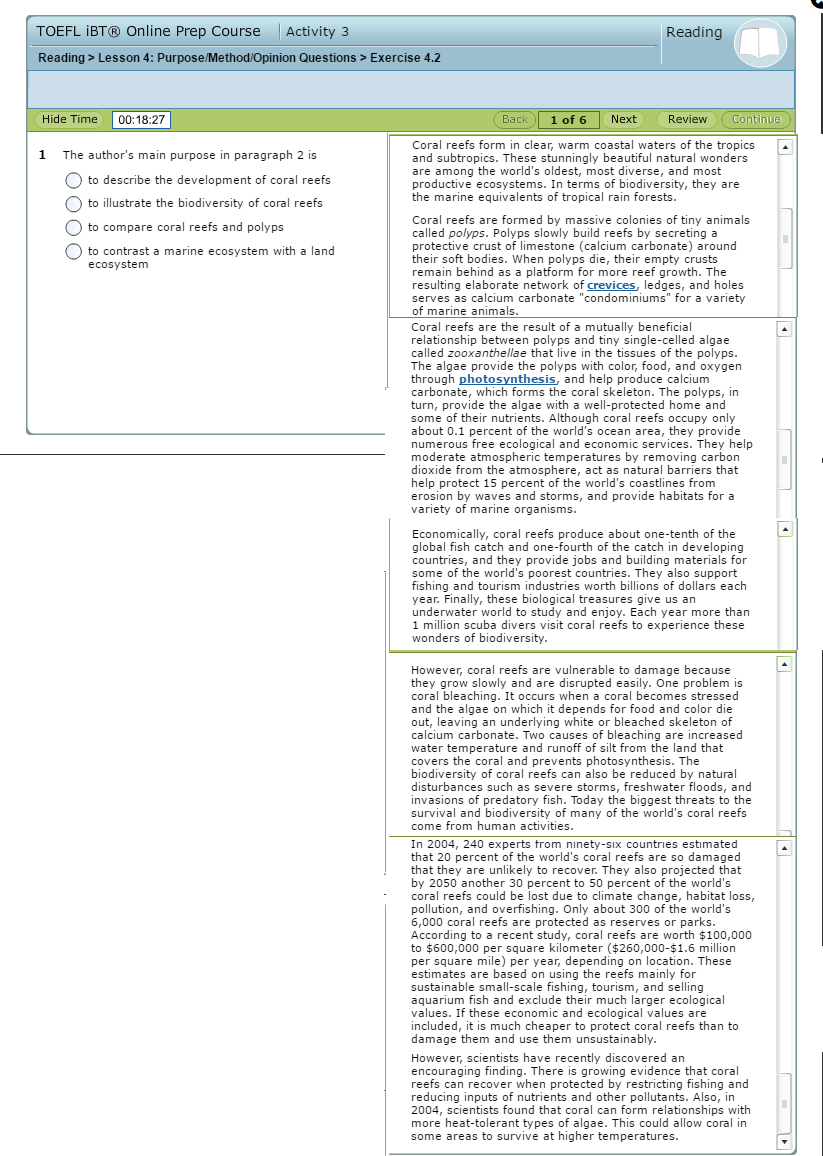 TOEFL iBT® Online Prep Course
Activity 3
Reading
Reading > Lesson 4: Purpose/Method/Opinion Questions > Exercise 4.2
Hide Time
00:18:27
Back
1 of 6
Next
Review
Continue
1 The author's main purpose in paragraph 2 is
to describe the development of coral reefs
to illustrate the biodiversity of coral reefs
to compare coral reefs and polyps
to contrast a marine ecosystem with a land
ecosystem
Coral reefs form in clear, warm coastal waters of the tropics
and subtropics. These stunningly beautiful natural wonders
are among the world's oldest, most diverse, and most
productive ecosystems. In terms of biodiversity, they are
the marine equivalents of tropical rain forests.
Coral reefs are formed by massive colonies of tiny animals
called polyps. Polyps slowly build reefs by secreting a
protective crust of limestone (calcium carbonate) around
their soft bodies. When polyps die, their empty crusts
remain behind as a platform for more reef growth. The
resulting elaborate network of crevices, ledges, and holes
serves as calcium carbonate "condominiums" for a variety
of marine animals.
Coral reefs are the result of a mutually beneficial
relationship between polyps and tiny single-celled algae
called zooxanthellae that live in the tissues of the polyps.
The algae provide the polyps with color, food, and oxygen
through photosynthesis, and help produce calcium
carbonate, which forms the coral skeleton. The polyps, in
turn, provide the algae with a well-protected home and
some of their nutrients. Although coral reefs occupy only
about 0.1 percent of the world's ocean area, they provide
numerous free ecological and economic services. They help
moderate atmospheric temperatures by removing carbon
dioxide from the atmosphere, act as natural barriers that
help protect 15 percent of the world's coastlines from
erosion by waves and storms, and provide habitats for a
variety of marine organisms.
Economically, coral reefs produce about one-tenth of the
global fish catch and one-fourth of the catch in developing
countries, and they provide jobs and building materials for
some of the world's poorest countries. They also support
fishing and tourism industries worth billions of dollars each
year. Finally, these biological treasures give us an
underwater world to study and enjoy. Each year more than
1 million scuba divers visit coral reefs to experience these
wonders of biodiversity.
However, coral reefs are vulnerable to damage because
they grow slowly and are disrupted easily. One problem is
coral bleaching. It occurs when a coral becomes stressed
and the algae on which it depends for food and color die
out, leaving an underlying white or bleached skeleton of
calcium carbonate. Two causes of bleaching are increased
water temperature and runoff of silt from the land that
covers the coral and prevents photosynthesis. The
biodiversity of coral reefs can also be reduced by natural
disturbances such as severe storms, freshwater floods, and
invasions of predatory fish. Today the biggest threats to the
survival and biodiversity of many of the world's coral reefs
come from human activities.
In 2004, 240 experts from ninety-six countries estimated
that 20 percent of the world's coral reefs are so damaged
that they are unlikely to recover. They also projected that
by 2050 another 30 percent to 50 percent of the world's
coral reefs could be lost due to climate change, habitat loss,
pollution, and overfishing. Only about 300 of the world's
6,000 coral reefs are protected as reserves or parks.
According to a recent study, coral reefs are worth $100,000
to $600,000 per square kilometer ($260,000-$1.6 million
per square mile) per year, depending on location. These
estimates are based on using the reefs mainly for
sustainable small-scale fishing, tourism, and selling
aquarium fish and exclude their much larger ecological
values. If these economic and ecological values are
included, it is much cheaper to protect coral reefs than to
damage them and use them unsustainably.
However, scientists have recently discovered an
encouraging finding. There is growing evidence that coral
reefs can recover when protected by restricting fishing and
reducing inputs of nutrients and other pollutants. Also, in
2004, scientists found that coral can form relationships with
more heat-tolerant types of algae. This could allow coral in
some areas to survive at higher temperatures.